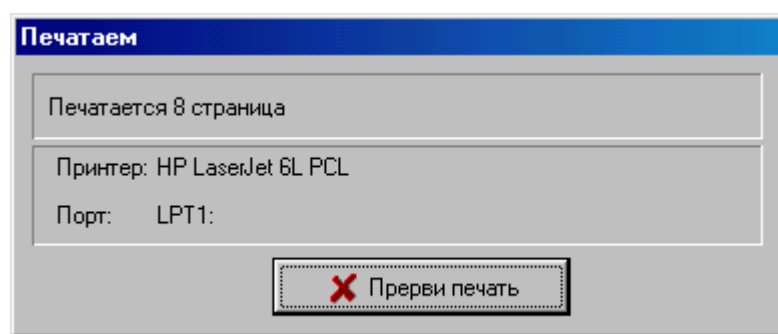 Печатаем
Печатается 8 страница
Принтер: HP LaserJet 6L PCL
Порт: LPT1:
Прерви печать